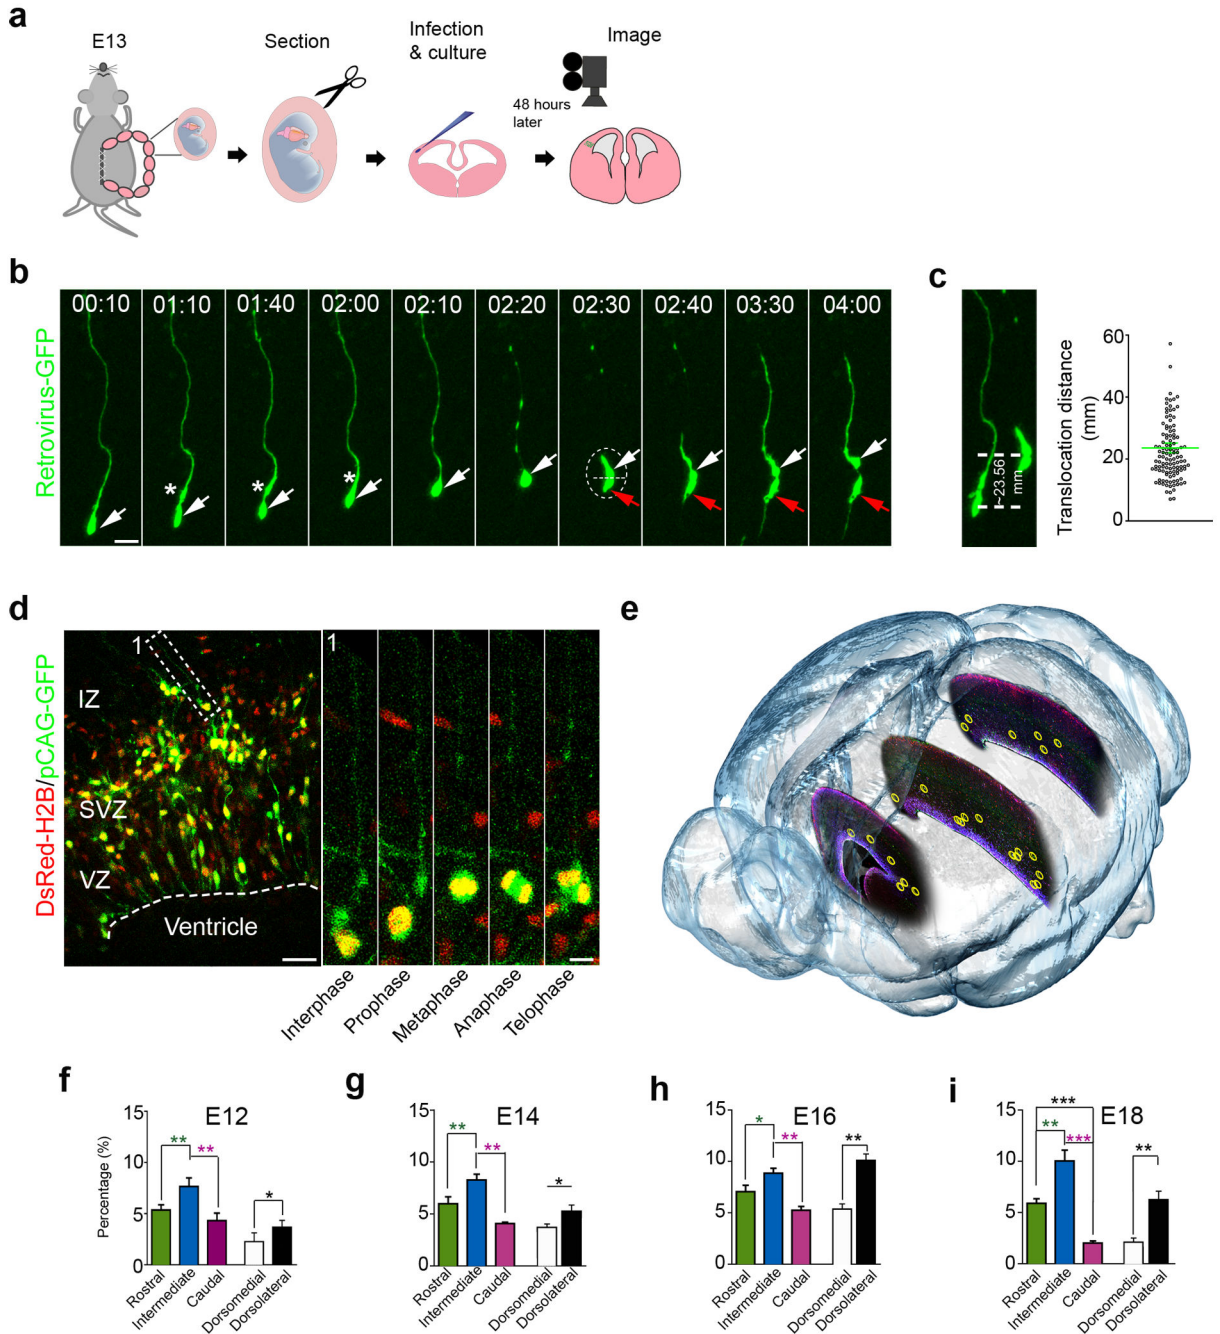 a
E13
Section
Infection
& culture
Image
48 hours
later
b
Retrovirus-GFP
00:10
01:10
01:40
02:00
02:10
02:20
02:30
02:40
03:30
04:00
*
*
*
c
~23.56
mm
Translocation distance
(mm)
60
40
20
0
d
DsRed-H2B/pCAG-GFP
1
IZ
SVZ
VZ
Ventricle
1
Interphase
Prophase
Metaphase
Anaphase
Telophase
e
f
E12
Percentage (%)
15
10
5
0
**
**
*
Rostral
Intermediate
Caudal
Dorsomedial
Dorsolateral
g
E14
15
10
5
0
**
**
*
Rostral
Intermediate
Caudal
Dorsomedial
Dorsolateral
h
E16
15
10
5
0
*
**
**
Rostral
Intermediate
Caudal
Dorsomedial
Dorsolateral
i
E18
15
10
5
0
***
**
***
**
Rostral
Intermediate
Caudal
Dorsomedial
Dorsolateral